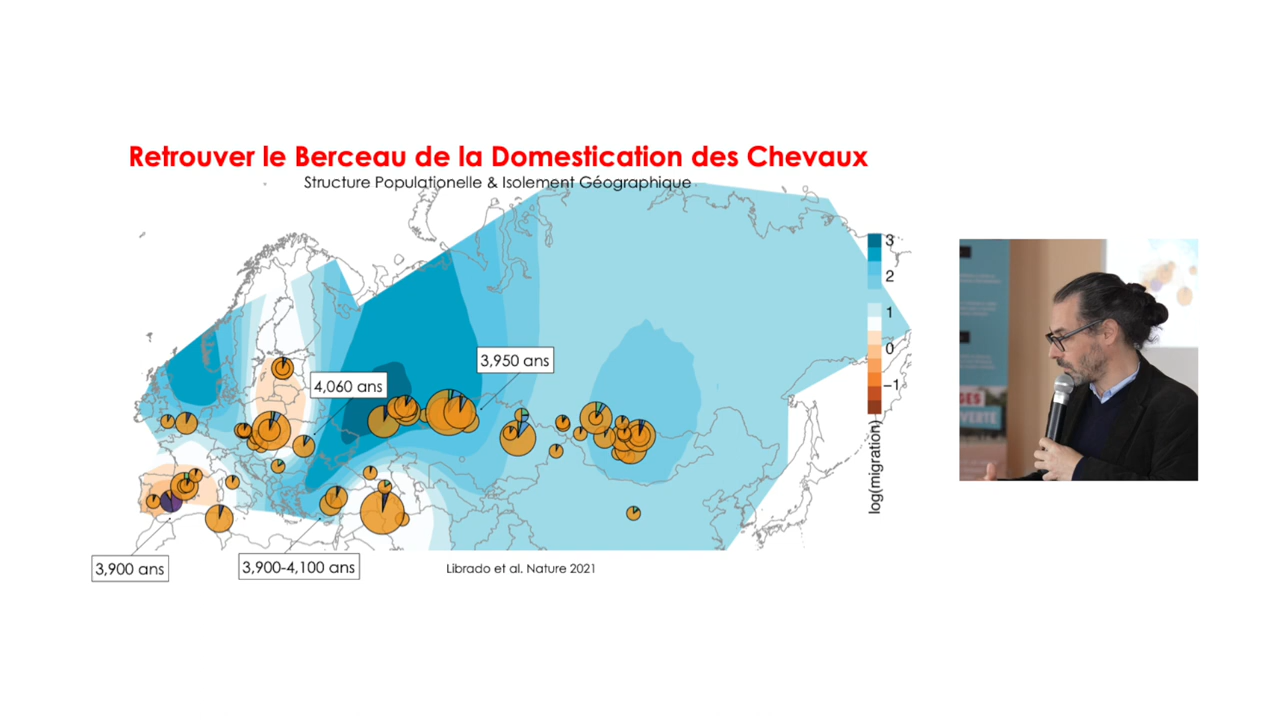 Retrouver le Berceau de la Domestication des Chevaux
Structure Populationelle & Isolement Géographique
3
2
1
0
−1
log(migration)
3,950 ans
4,060 ans
3,900 ans
3,900-4,100 ans
Librado et al. Nature 2021
GES
VERTE